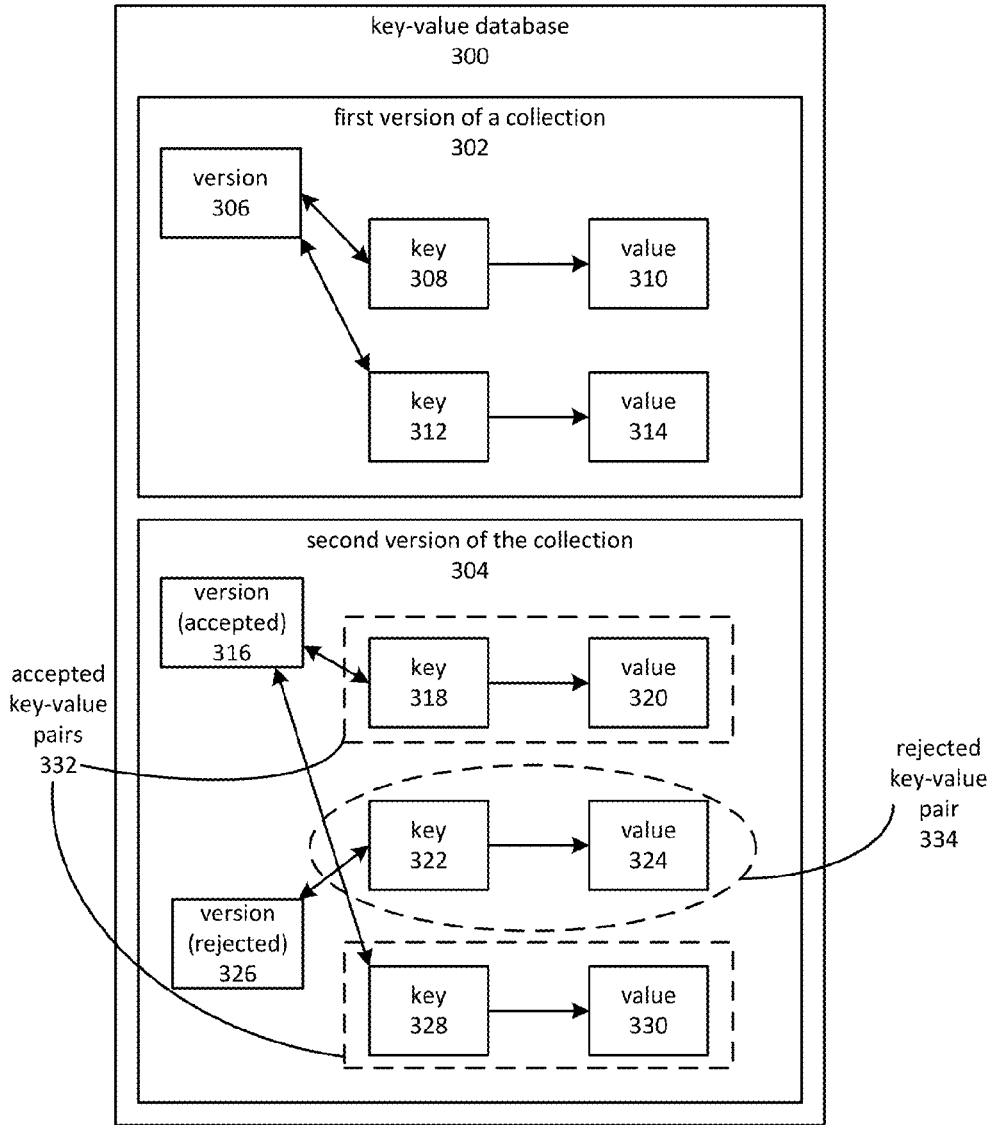 key-value database
300
first version of a collection
302
version
306
key
308
value
310
key
312
value
314
second version of the collection
304
version
(accepted)
316
key
318
value
320
accepted
key-value
pairs
332
key
322
value
324
rejected
key-value
pair
334
version
(rejected)
326
key
328
value
330